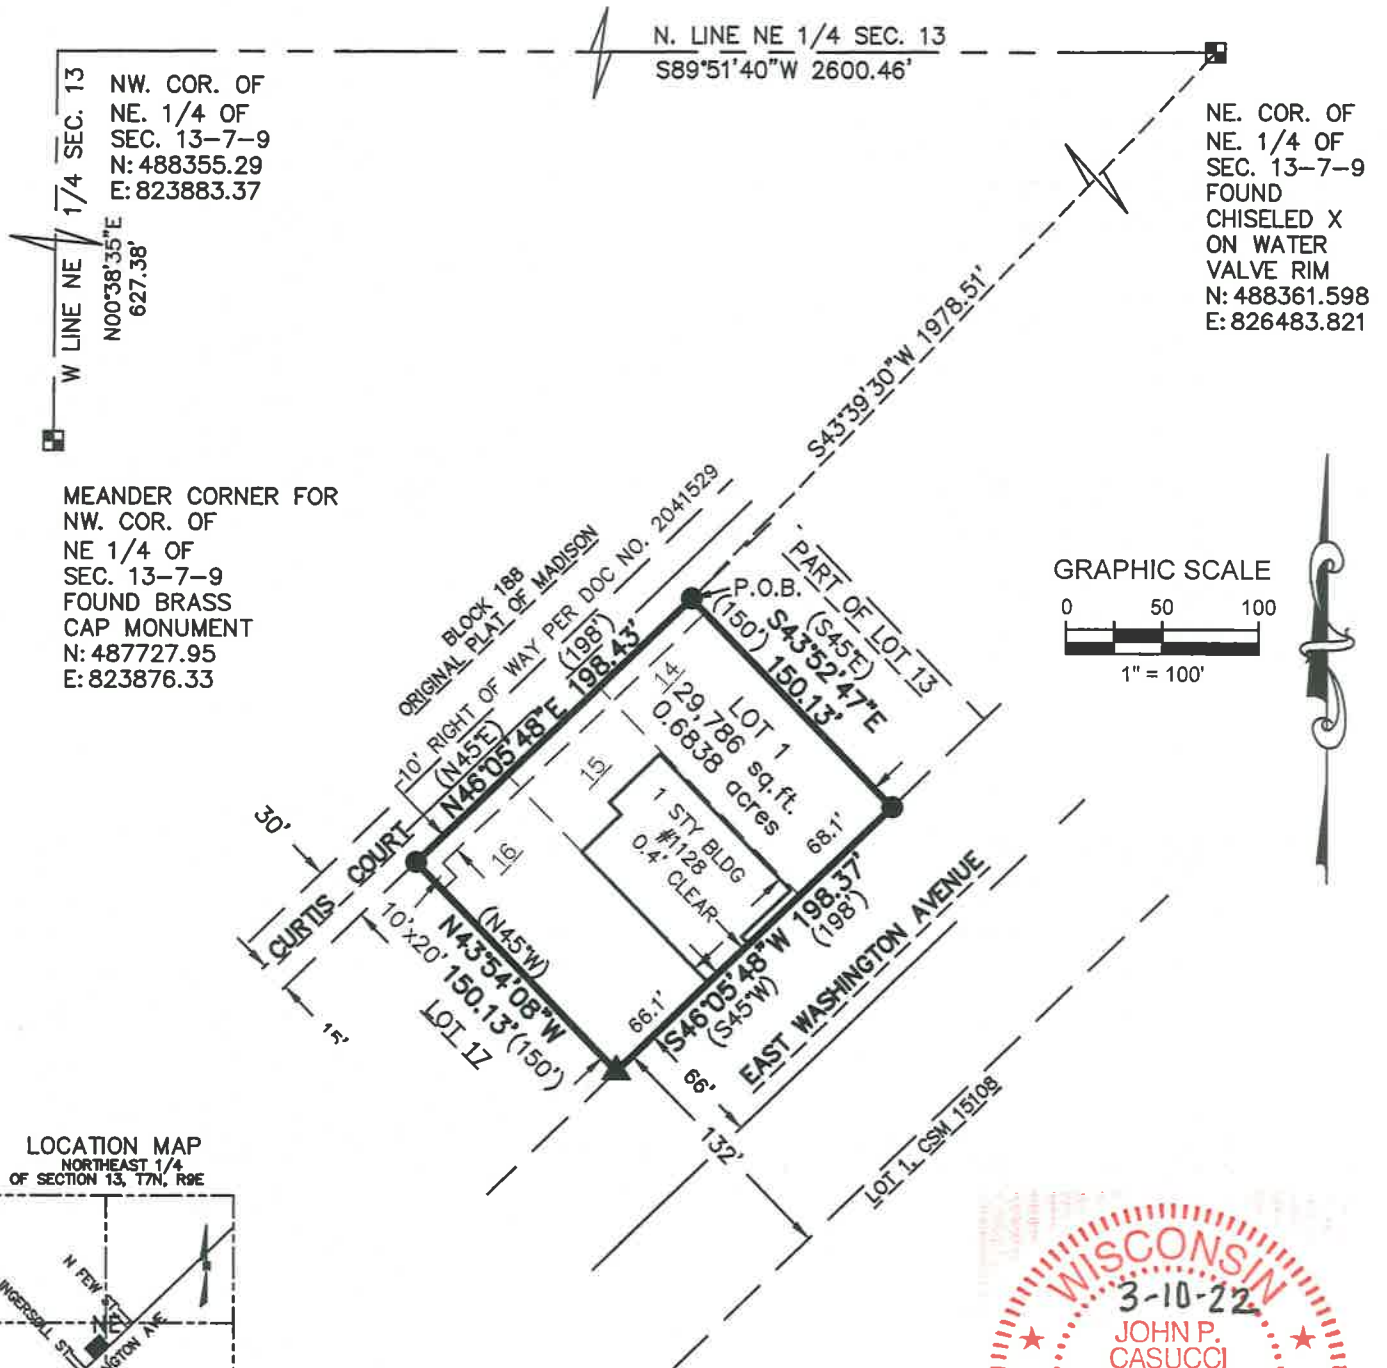 N. LINE NE 1/4 SEC. 13
S89°51'40"W 2600.46'
W LINE NE 1/4 SEC. 13
N00°38'35"E
627.38'
NW. COR. OF
NE. 1/4 OF
SEC. 13-7-9
N: 488355.29
E: 823883.37
NE. COR. OF
NE. 1/4 OF
SEC. 13-7-9
FOUND
CHISELED X
ON WATER
VALVE RIM
N: 488361.598
E: 826483.821
S43°39'30"W 1978.51'
MEANDER CORNER FOR
NW. COR. OF
NE 1/4 OF
SEC. 13-7-9
FOUND BRASS
CAP MONUMENT
N: 487727.95
E: 823876.33
GRAPHIC SCALE
0 50 100
1" = 100'
BLOCK 188
ORIGINAL PLAT OF MADISON
10' RIGHT OF WAY PER DOC NO. 2041529
(N45°E) (198')
N46°05'48"E 198.43'
P.O.B.
PART OF LOT 13
(150') (S45°E)
S43°52'47"E
150.13'
14
LOT 1
29,786 sq.ft.
0.6838 acres
15
16
1 STY BLDG
#1128
0.4' CLEAR
68.1'
66.1'
30'
CURTIS COURT
15'
10'x20'
(N45°W)
N43°54'08"W
150.13' (150')
LOT 17
S46°05'48"W 198.37'
(S45°W) (198')
EAST WASHINGTON AVENUE
66'
132'
LOT 1, CSM 15108
LOCATION MAP
NORTHEAST 1/4
OF SECTION 13, T7N, R9E
N FEW ST
INGERSOLL ST
NE
NGTON AVE
WISCONSIN
3-10-22
JOHN P.
CASUCCI